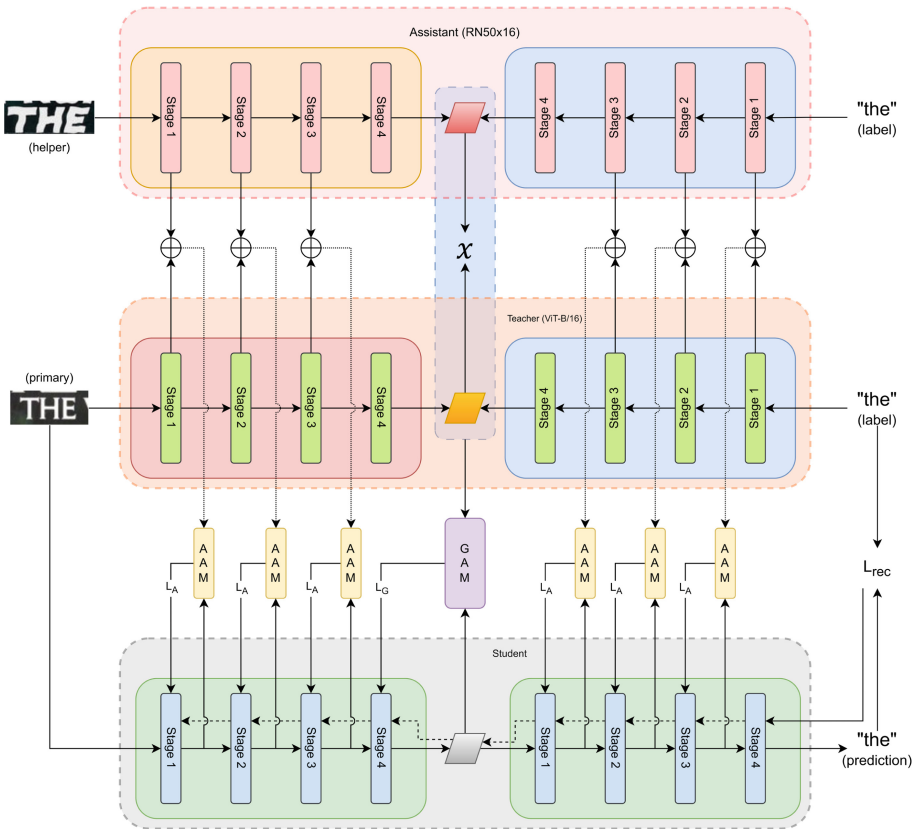 Assistant (RN50x16)
THE
(helper)
Stage 1
Stage 2
Stage 3
Stage 4
Stage 4
Stage 3
Stage 2
Stage 1
"the"
(label)
x
Teacher (ViT-B/16)
(primary)
THE
Stage 1
Stage 2
Stage 3
Stage 4
Stage 4
Stage 3
Stage 2
Stage 1
"the"
(label)
AAM
AAM
AAM
GAM
AAM
AAM
AAM
LA
LA
LA
LG
LA
LA
LA
Lrec
Student
Stage 1
Stage 2
Stage 3
Stage 4
Stage 1
Stage 2
Stage 3
Stage 4
"the"
(prediction)